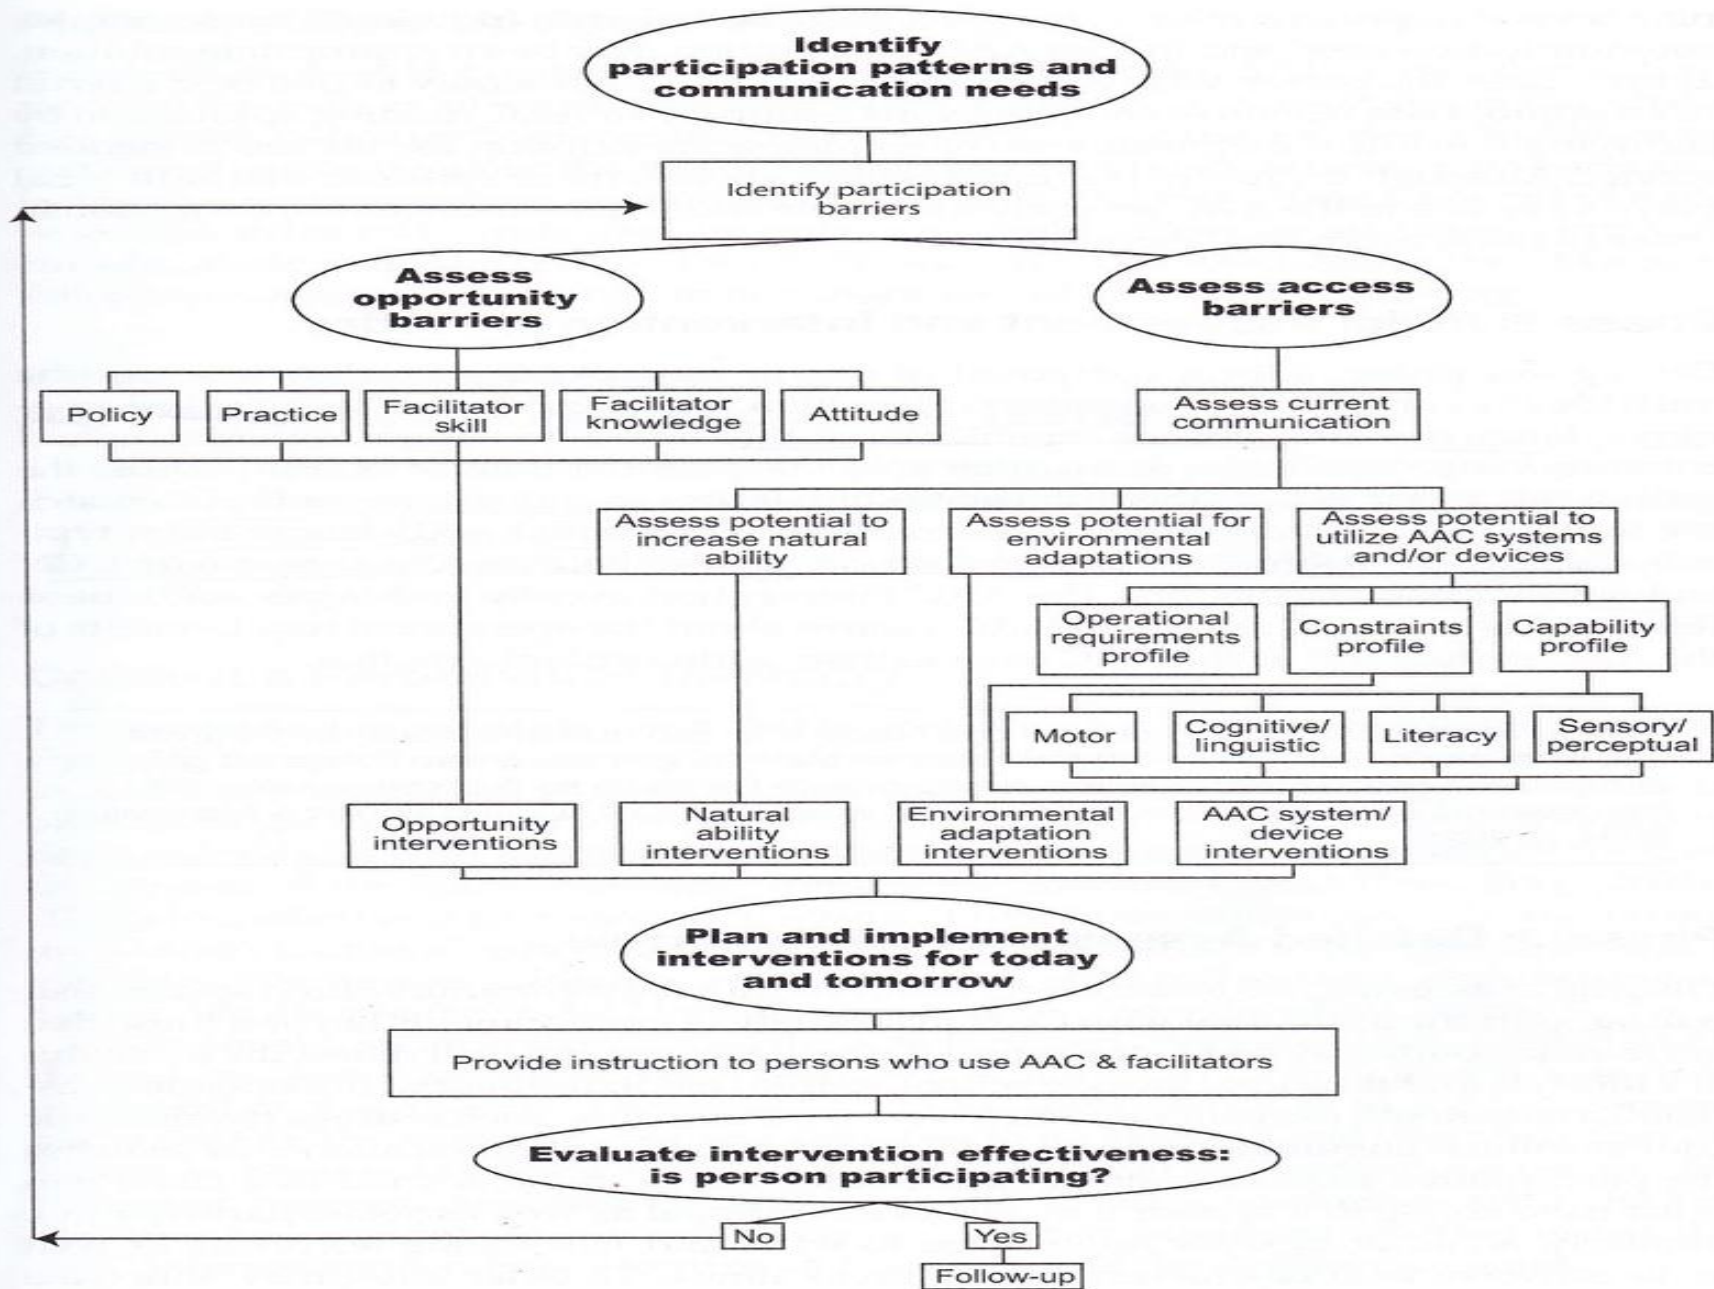 Identify
participation patterns and
communication needs
Identify participation
barriers
Assess
opportunity
barriers
Assess access
barriers
Policy
Practice
Facilitator
skill
Facilitator
knowledge
Attitude
Assess current
communication
Assess potential to
increase natural
ability
Assess potential for
environmental
adaptations
Assess potential to
utilize AAC systems
and/or devices
Operational
requirements
profile
Constraints
profile
Capability
profile
Motor
Cognitive/
linguistic
Literacy
Sensory/
perceptual
Opportunity
interventions
Natural
ability
interventions
Environmental
adaptation
interventions
AAC system/
device
interventions
Plan and implement
interventions for today
and tomorrow
Provide instruction to persons who use AAC & facilitators
Evaluate intervention effectiveness:
is person participating?
No
Yes
Follow-up